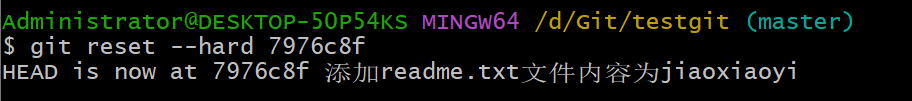 Administrator@DESKTOP-50P54KS MINGW64 /d/Git/testgit (master)
$ git reset --hard 7976c8f
HEAD is now at 7976c8f 添加readme.txt文件内容为jiaoxiaoyi